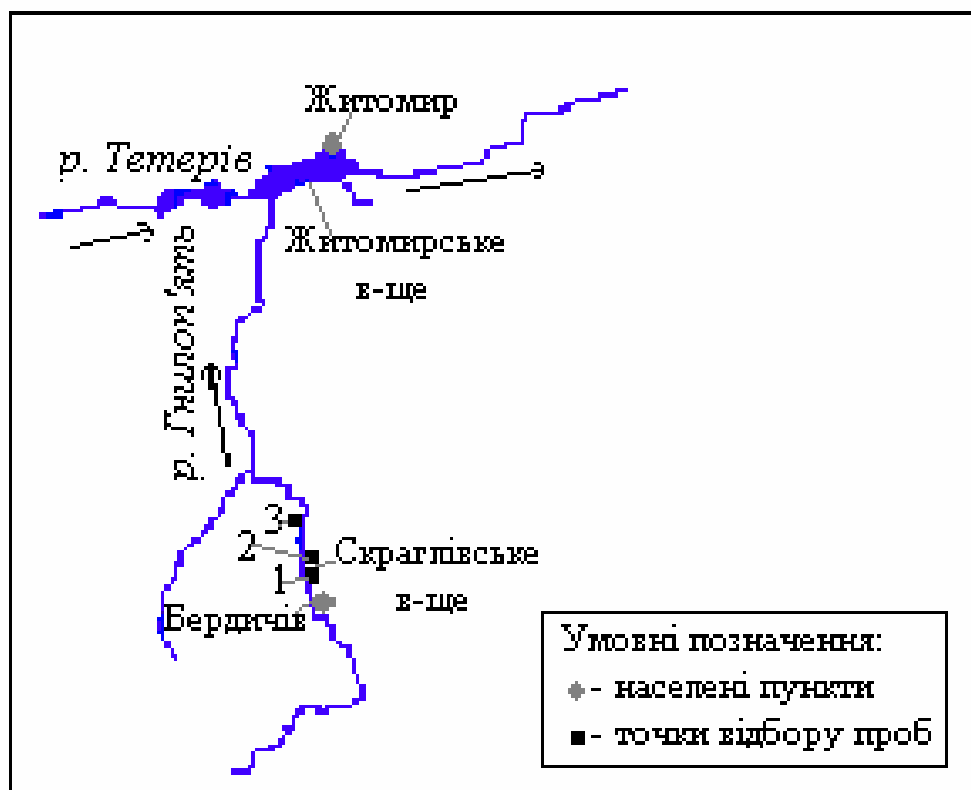 Житомир
р. Тетерів
Житомирське
в-ще
р. Гнилоп'ять
3
2
Скраглівське
1
в-ще
Бердичів
Умовні позначення:
- населені пункти
- точки відбору проб